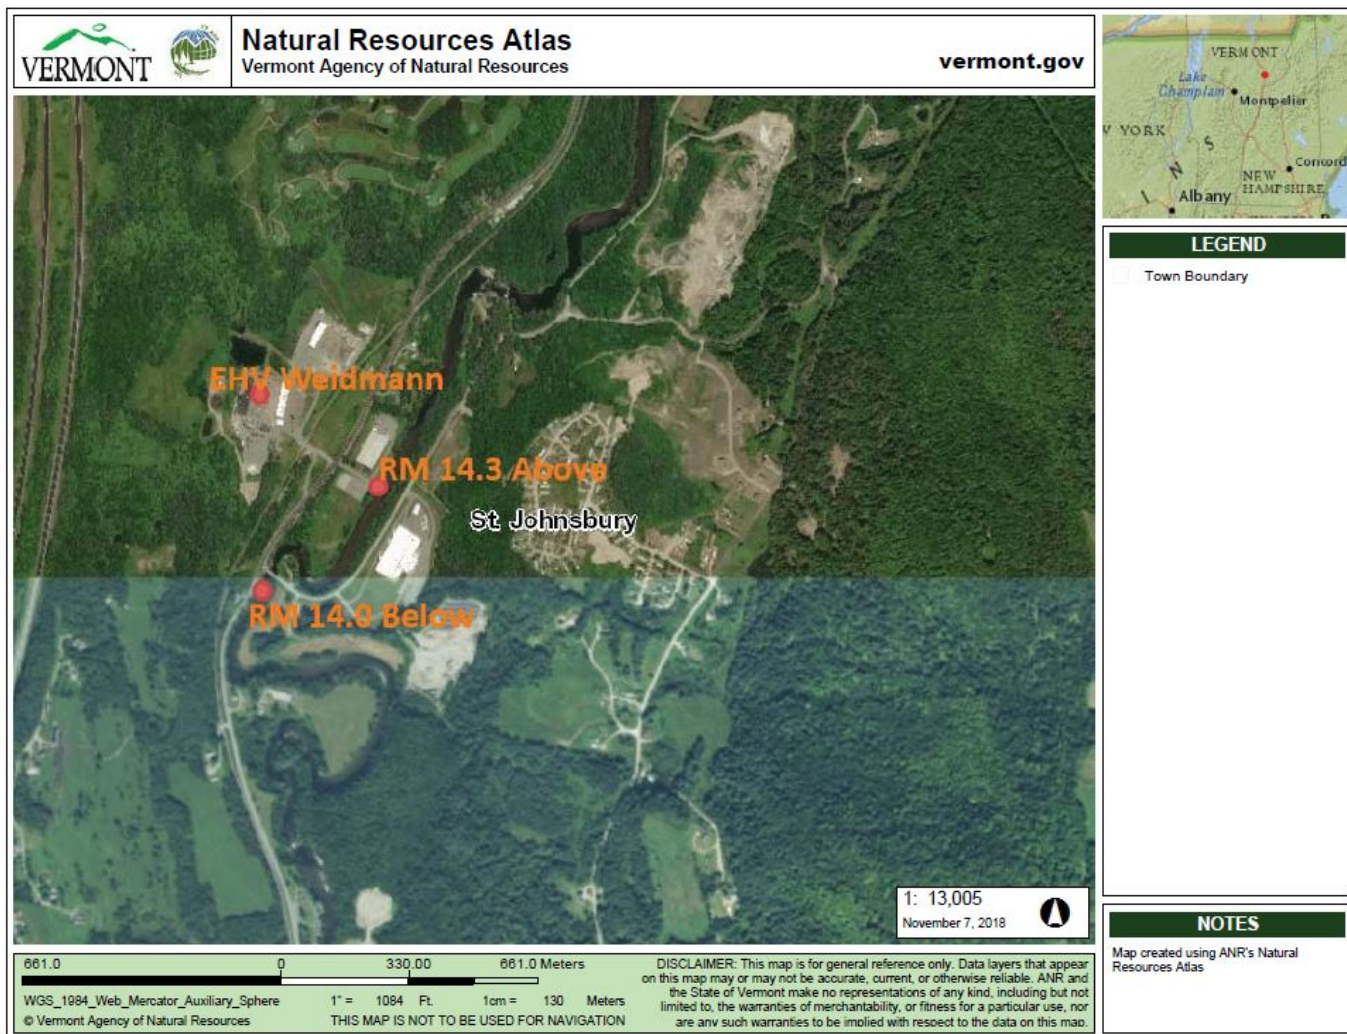 VERMONT
Natural Resources Atlas
Vermont Agency of Natural Resources
vermont.gov
VERMONT
Lake
Champlain
Montpelier
W YORK
I N S
Concord
NEW
HAMPSHIRE
Albany
EHV Weidmann
RM 14.3 Above
St. Johnsbury
RM 14.0 Below
LEGEND
Town Boundary
1: 13,005
November 7, 2018
NOTES
Map created using ANR's Natural
Resources Atlas
661.0 0 330.00 661.0 Meters
WGS_1984_Web_Mercator_Auxiliary_Sphere 1" = 1084 Ft. 1cm = 130 Meters
© Vermont Agency of Natural Resources THIS MAP IS NOT TO BE USED FOR NAVIGATION
DISCLAIMER: This map is for general reference only. Data layers that appear
on this map may or may not be accurate, current, or otherwise reliable. ANR and
the State of Vermont make no representations of any kind, including but not
limited to, the warranties of merchantability, or fitness for a particular use, nor
are any such warranties to be implied with respect to the data on this map.